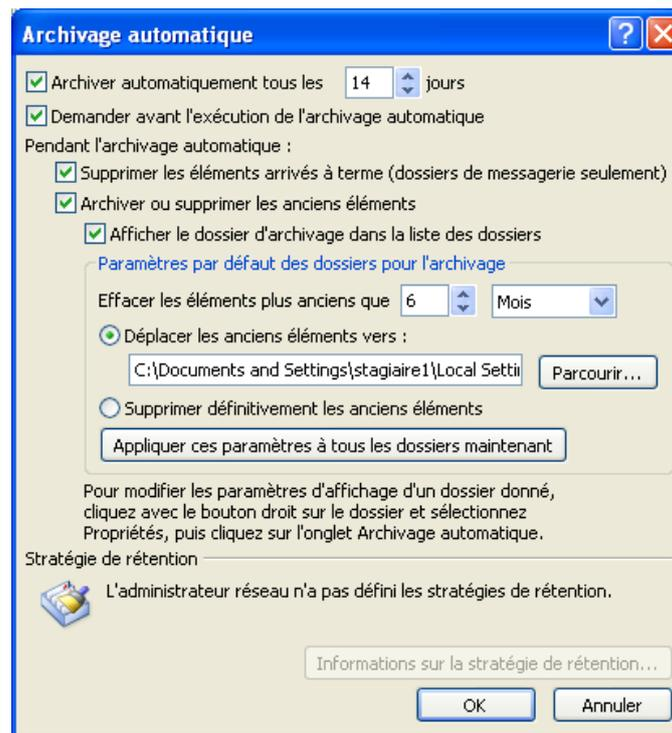 Archivage automatique
Archiver automatiquement tous les 14 jours
Demander avant l'exécution de l'archivage automatique
Pendant l'archivage automatique :
Supprimer les éléments arrivés à terme (dossiers de messagerie seulement)
Archiver ou supprimer les anciens éléments
Afficher le dossier d'archivage dans la liste des dossiers
Paramètres par défaut des dossiers pour l'archivage
Effacer les éléments plus anciens que 6 Mois
Déplacer les anciens éléments vers :
C:\Documents and Settings\stagiaire1\Local Settin Parcourir...
Supprimer définitivement les anciens éléments
Appliquer ces paramètres à tous les dossiers maintenant
Pour modifier les paramètres d'affichage d'un dossier donné,
cliquez avec le bouton droit sur le dossier et sélectionnez
Propriétés, puis cliquez sur l'onglet Archivage automatique.
Stratégie de rétention
L'administrateur réseau n'a pas défini les stratégies de rétention.
Informations sur la stratégie de rétention...
OK Annuler